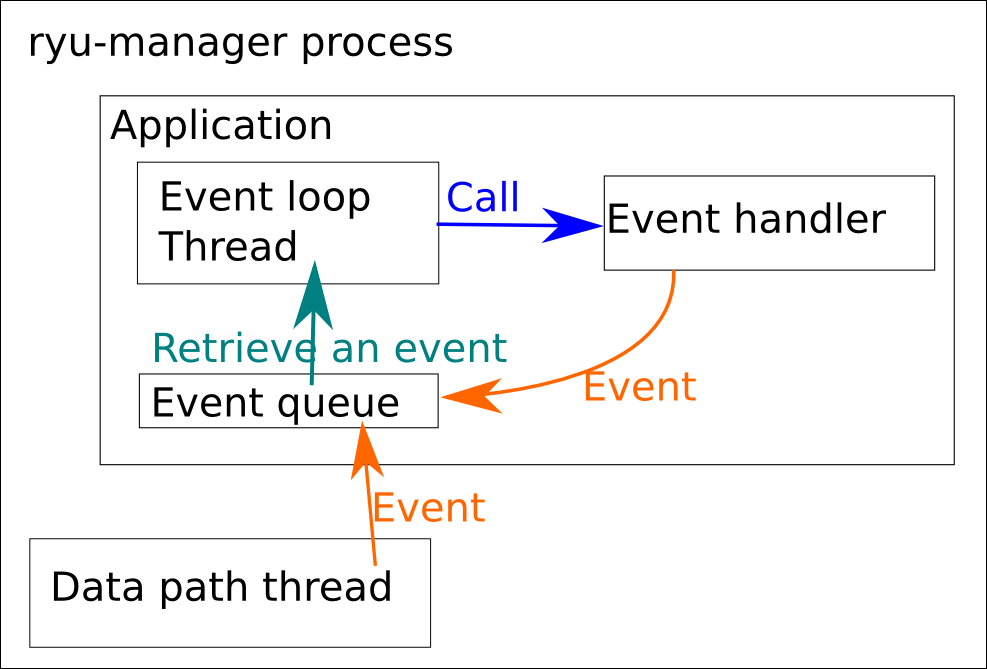 ryu-manager process
Application
Event loop
Thread
Call
Event handler
Retrieve an event
Event
Event queue
Event
Data path thread